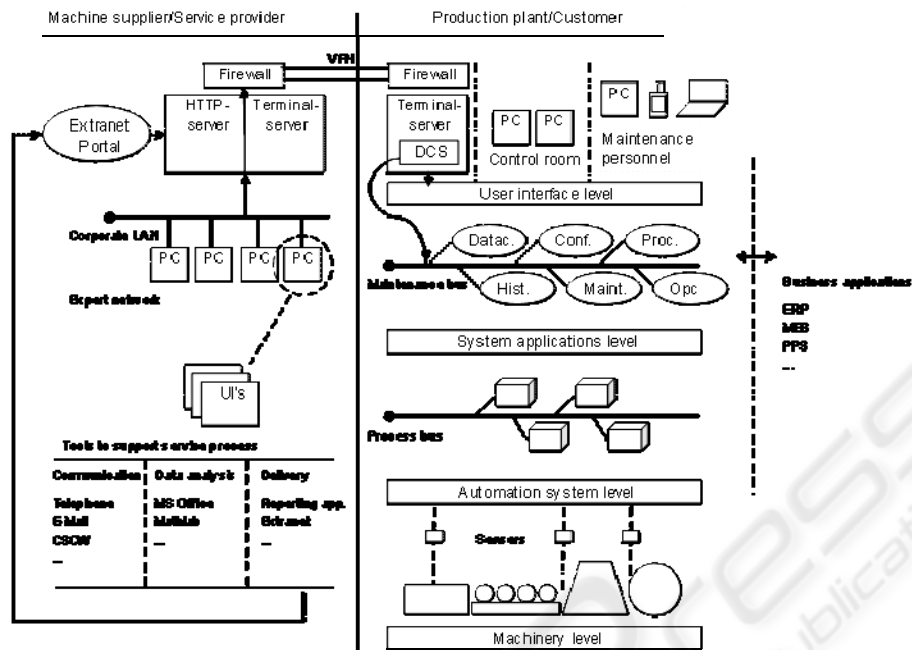 Machine supplier/Service provider
Production plant/Customer
VPN
Firewall
Firewall
HTTP-
server
Terminal-
server
Extranet
Portal
Terminal-
server
DCS
PC
PC
Control room
PC
Maintenance
personnel
User interface level
Corporate LAN
PC
PC
PC
PC
Expert network
Datac.
Conf.
Proc.
Maintenance bus
Hist.
Maint.
Opc
Business applications
ERP
MES
PPS
...
System applications level
UI's
Process bus
Tools to support service process
Communication
Data analysis
Delivery
Telephone
MS Office
Reporting app.
E-Mail
Matlab
Extranet
CSCW
...
...
...
Automation system level
Sensors
Machinery level